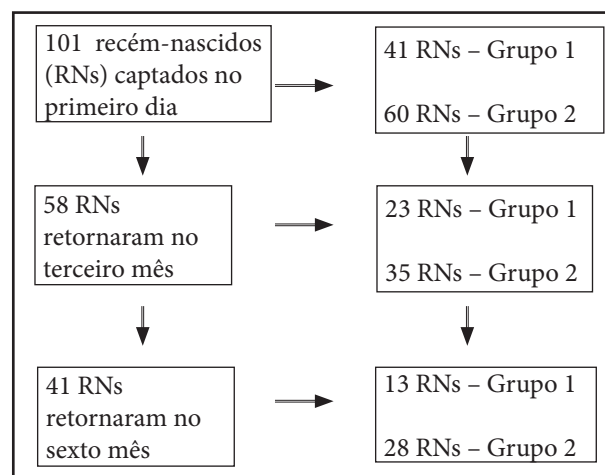 101 recém-nascidos
(RNs) captados no
primeiro dia
41 RNs – Grupo 1
60 RNs – Grupo 2
58 RNs
retornaram no
terceiro mês
23 RNs – Grupo 1
35 RNs – Grupo 2
41 RNs
retornaram no
sexto mês
13 RNs – Grupo 1
28 RNs – Grupo 2